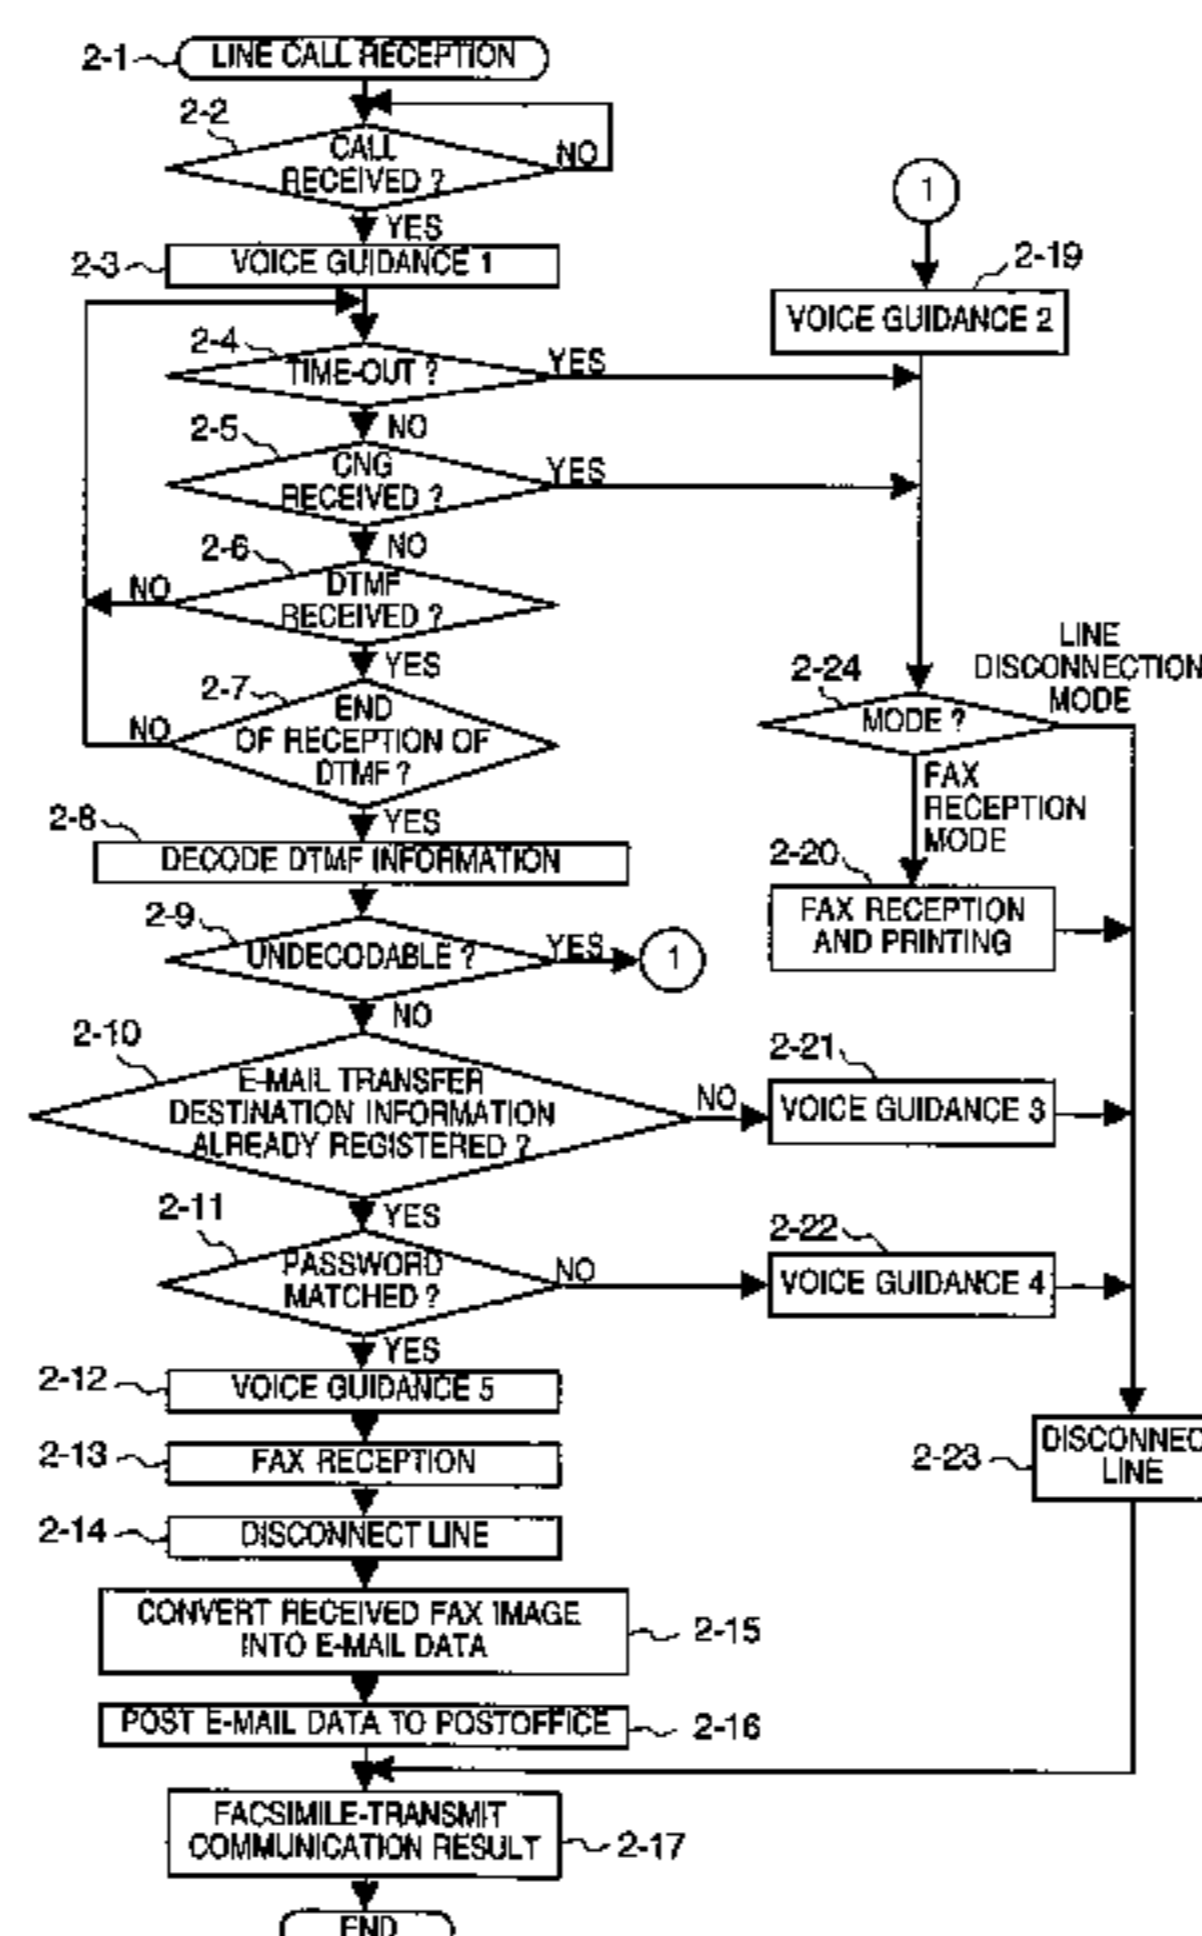 2-1
LINE CALL RECEPTION
2-2
CALL
RECEIVED ?
NO
YES
2-3
VOICE GUIDANCE 1
2-4
TIME-OUT ?
YES
NO
2-5
CNG
RECEIVED ?
YES
NO
2-6
DTMF
RECEIVED ?
NO
YES
2-7
END
OF RECEPTION OF
DTMF ?
NO
YES
2-8
DECODE DTMF INFORMATION
2-9
UNDECODABLE ?
YES
1
NO
2-10
E-MAIL TRANSFER
DESTINATION INFORMATION
ALREADY REGISTERED ?
NO
YES
2-11
PASSWORD
MATCHED ?
NO
YES
2-12
VOICE GUIDANCE 5
2-13
FAX RECEPTION
2-14
DISCONNECT LINE
CONVERT RECEIVED FAX IMAGE
INTO E-MAIL DATA
2-15
POST E-MAIL DATA TO POSTOFFICE
2-16
FACSIMILE-TRANSMIT
COMMUNICATION RESULT
2-17
END
1
2-19
VOICE GUIDANCE 2
2-24
MODE ?
LINE
DISCONNECTION
MODE
FAX
RECEPTION
MODE
2-20
FAX RECEPTION
AND PRINTING
2-21
VOICE GUIDANCE 3
2-22
VOICE GUIDANCE 4
2-23
DISCONNEC
LINE